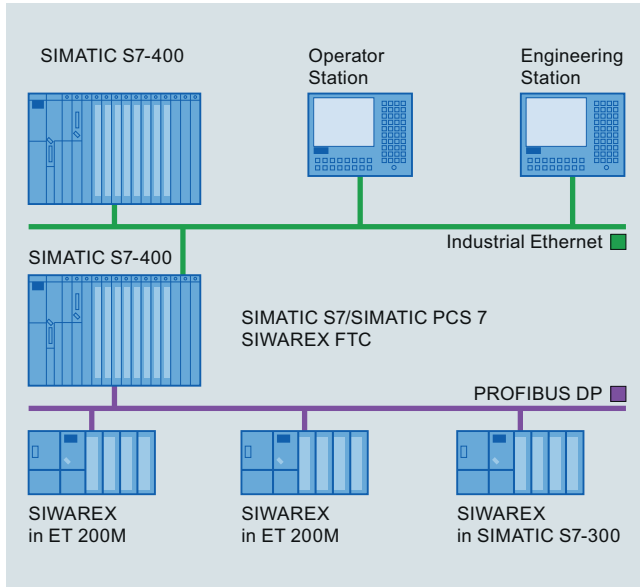 SIMATIC S7-400
Operator
Station
Engineering
Station
Industrial Ethernet
SIMATIC S7-400
SIMATIC S7/SIMATIC PCS 7
SIWAREX FTC
PROFIBUS DP
SIWAREX
in ET 200M
SIWAREX
in ET 200M
SIWAREX
in SIMATIC S7-300